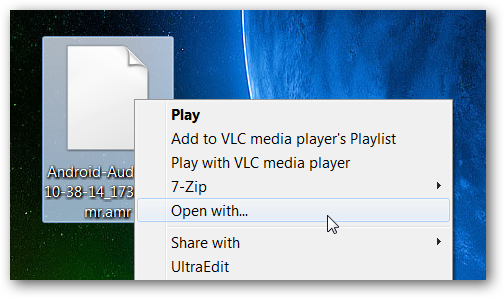 Android-Aud
10-38-14_173
mr.amr
Play
Add to VLC media player's Playlist
Play with VLC media player
7-Zip
Open with...
Share with
UltraEdit